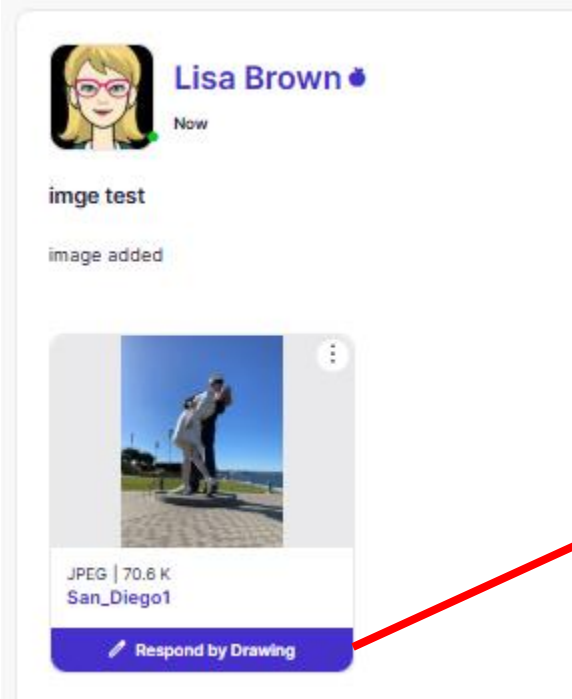 Lisa Brown
Now
imge test
image added
JPEG | 70.6 K
San_Diego1
Respond by Drawing